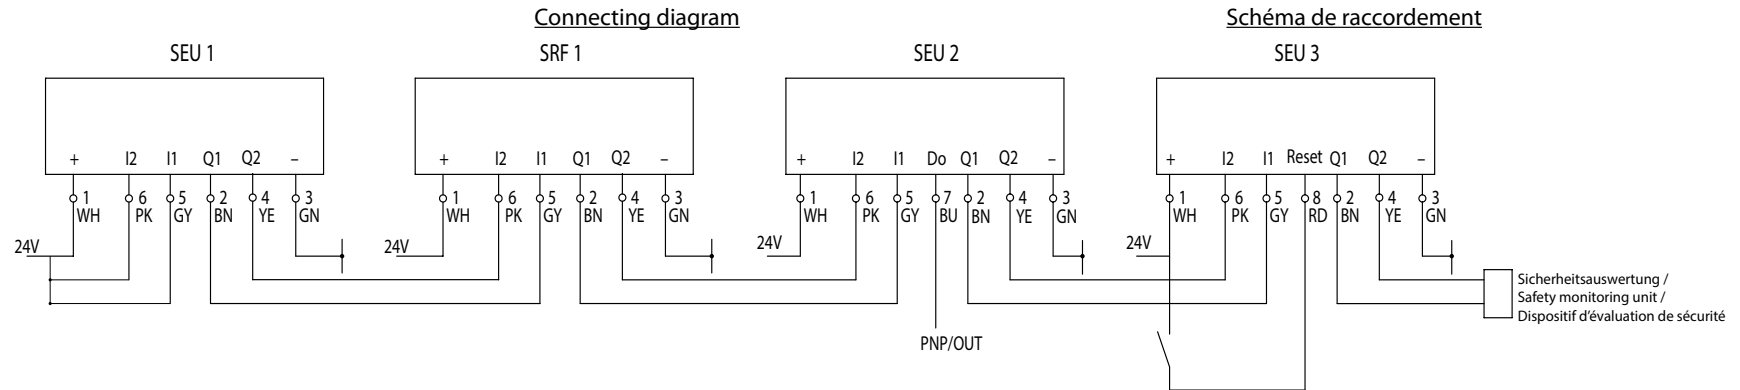 Connecting diagram Schéma de raccordement
SEU 1 SRF 1 SEU 2 SEU 3
+ I2 I1 Q1 Q2 – + I2 I1 Q1 Q2 – + I2 I1 Do Q1 Q2 – + I2 I1 Reset Q1 Q2 –
1 6 5 2 4 3 1 6 5 2 4 3 1 6 5 7 2 4 3 1 6 5 8 2 4 3
WH PK GY BN YE GN WH PK GY BN YE GN WH PK GY BU BN YE GN WH PK GY RD BN YE GN
24V 24V 24V 24V
Sicherheitsauswertung /
Safety monitoring unit /
Dispositif d‘évaluation de sécurité
PNP/OUT